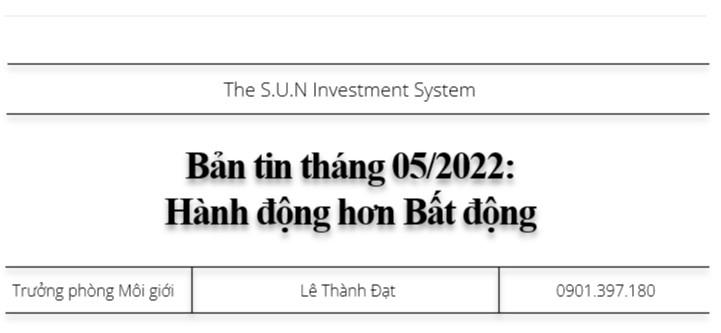 The S.U.N Investment System
Bản tin tháng 05/2022:
Hành động hơn Bất động
Trưởng phòng Môi giới
Lê Thành Đạt
0901.397.180